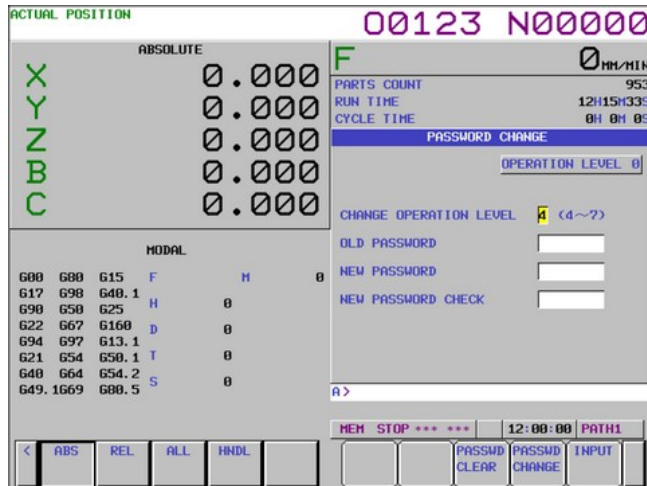 ACTUAL POSITION
O0123 N00000
ABSOLUTE
X 0.000
Y 0.000
Z 0.000
B 0.000
C 0.000
F 0 MM/MIN
PARTS COUNT 953
RUN TIME 12H15M33S
CYCLE TIME 0H 0M 0S
PASSWORD CHANGE
OPERATION LEVEL 0
CHANGE OPERATION LEVEL 4 (4～7)
OLD PASSWORD
NEW PASSWORD
NEW PASSWORD CHECK
MODAL
G00 G80 G15 F M 0
G17 G98 G40.1
G90 G50 G25 H 0
G22 G67 G160 D 0
G94 G97 G13.1
G21 G54 G50.1 T 0
G40 G64 G54.2 S 0
G49.1 G69 G80.5
A>
MEM STOP *** *** 12:00:00 PATH1
< ABS REL ALL HNDL
PASSWD CLEAR PASSWD CHANGE INPUT